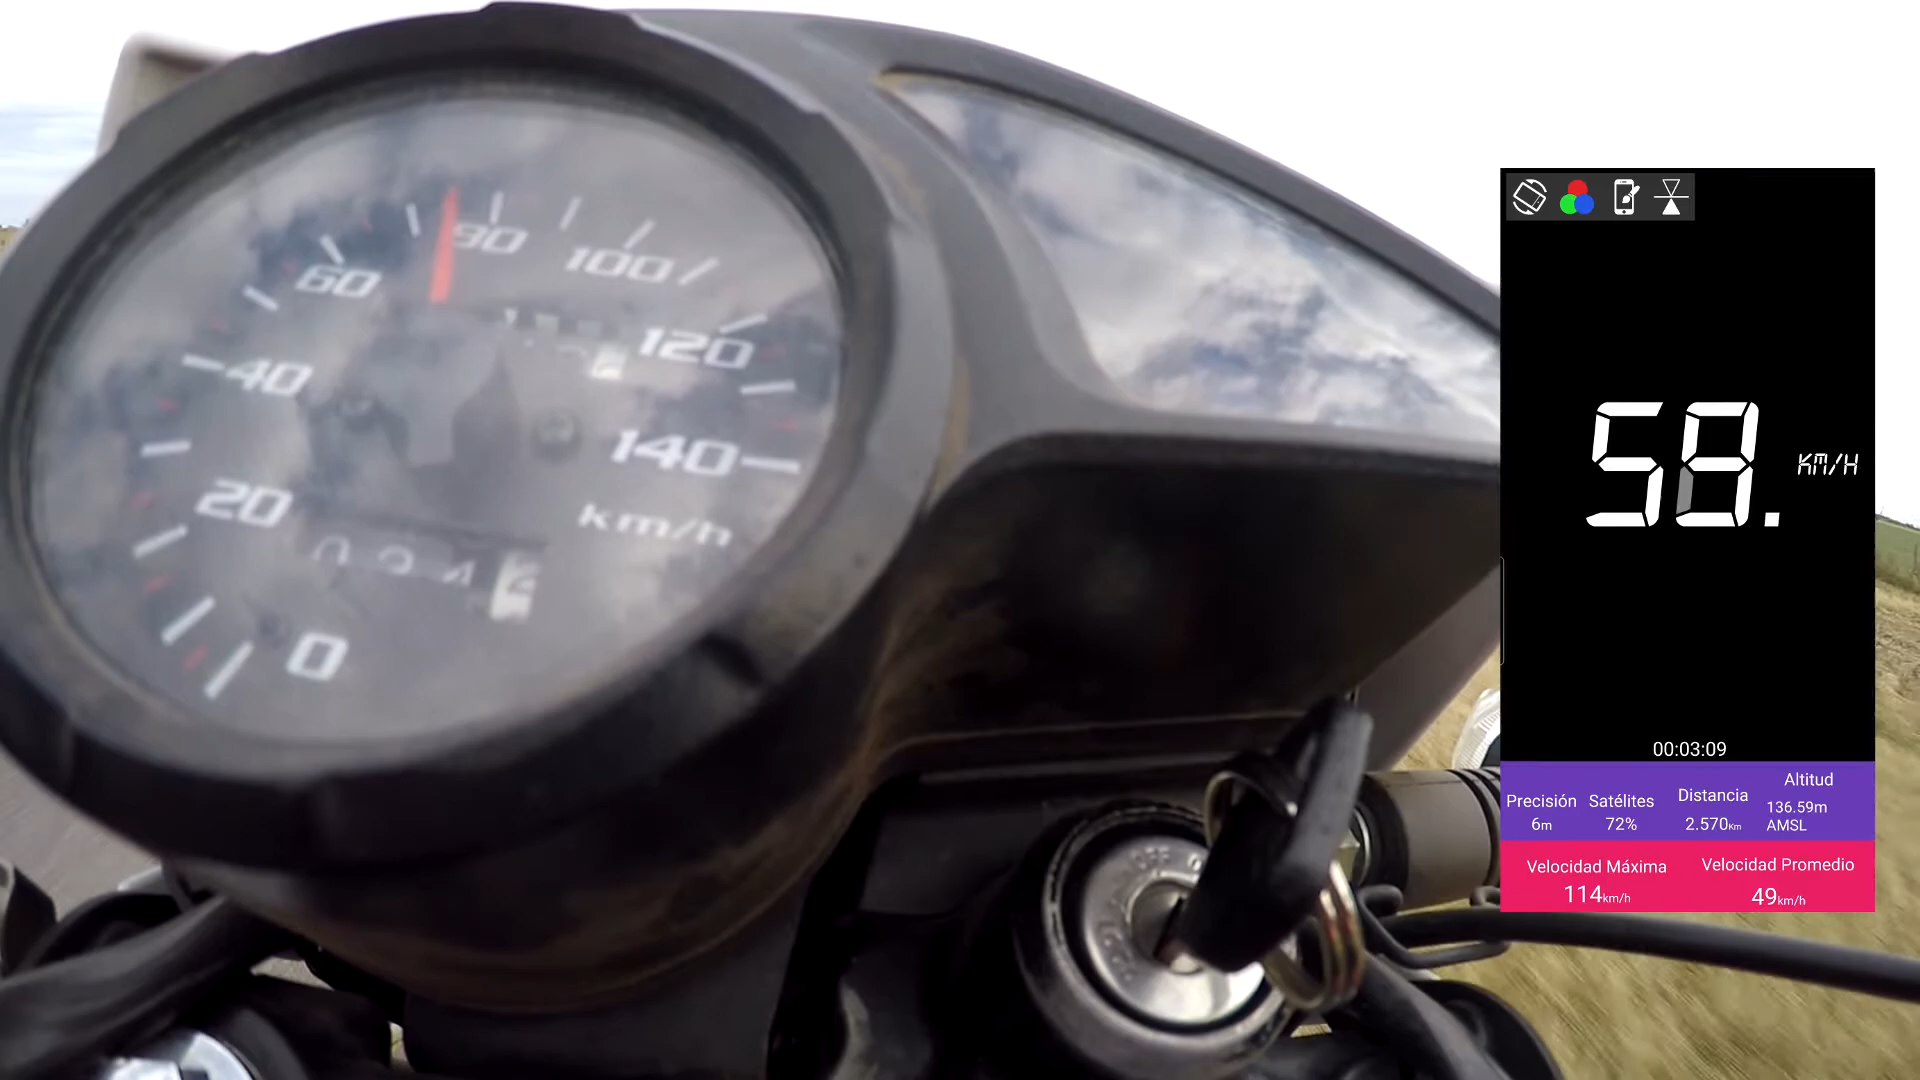 0
20
40
60
80
100
120
140
km/h
OFF
58.
KM/H
00:03:09
Precisión
6m
Satélites
72%
Distancia
2.570Km
Altitud
136.59m
AMSL
Velocidad Máxima
114km/h
Velocidad Promedio
49km/h